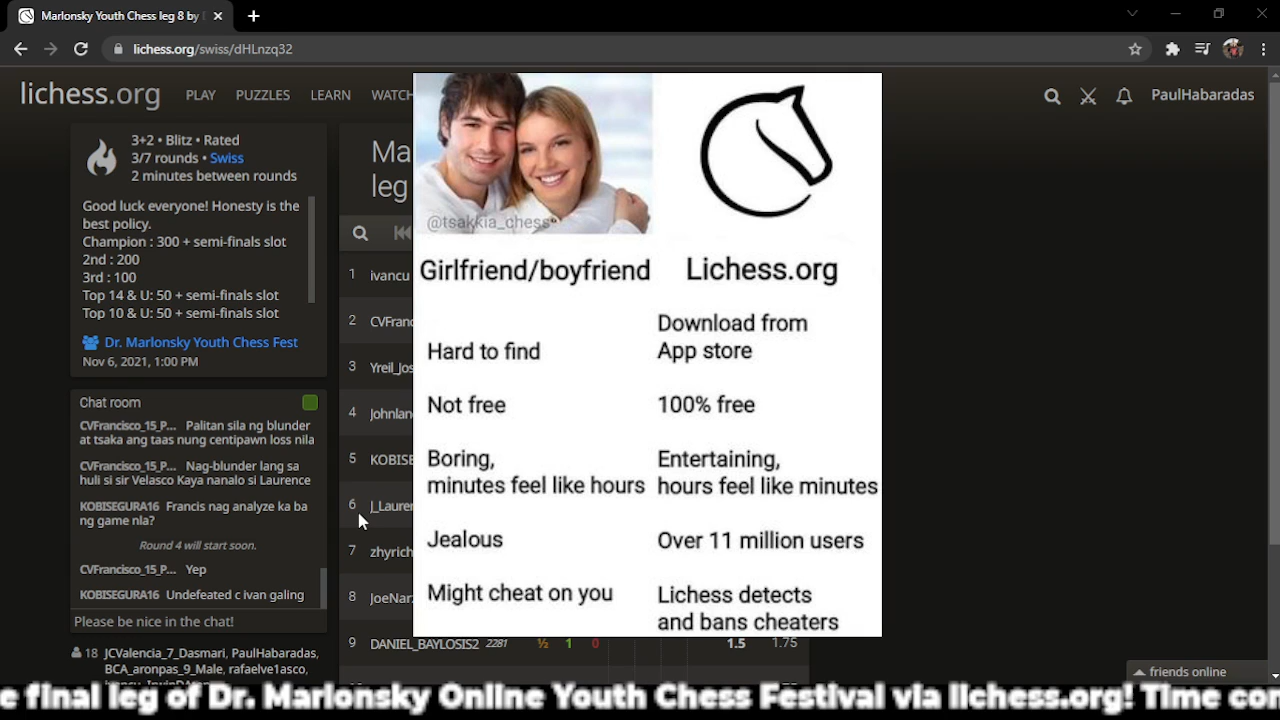 Marlonsky Youth Chess leg 8 by
lichess.org/swiss/dHLnzq32
lichess.org
PLAY
PUZZLES
LEARN
WATCH
PaulHabaradas
3+2 • Blitz • Rated
3/7 rounds • Swiss
2 minutes between rounds
Good luck everyone! Honesty is the
best policy.
Champion : 300 + semi-finals slot
2nd : 200
3rd : 100
Top 14 & U: 50 + semi-finals slot
Top 10 & U: 50 + semi-finals slot
Dr. Marlonsky Youth Chess Fest
Nov 6, 2021, 1:00 PM
Chat room
CVFrancisco_15_P... Palitan sila ng blunder
at tsaka ang taas nung centipawn loss nila
CVFrancisco_15_P... Nag-blunder lang sa
huli si sir Velasco Kaya nanalo si Laurence
KOBISEGURA16 Francis nag analyze ka ba
ng game nla?
Round 4 will start soon.
CVFrancisco_15_P... Yep
KOBISEGURA16 Undefeated c ivan galing
Please be nice in the chat!
18 JCValencia_7_Dasmari, PaulHabaradas,
BCA_aronpas_9_Male, rafaelve1asco,
Ma
leg
1 ivancu
2 CVFranc
3 Yreil_Jos
4 Johnlan
5 KOBISE
6 J_Laurer
7 zhyrich
8 JoeNar
9 DANIEL_BAYLOSIS2 2281 ½ 1 0 1.5 1.75
@tsakkia_chess
Girlfriend/boyfriend
Lichess.org
Hard to find
Download from
App store
Not free
100% free
Boring,
minutes feel like hours
Entertaining,
hours feel like minutes
Jealous
Over 11 million users
Might cheat on you
Lichess detects
and bans cheaters
friends online
e final leg of Dr. Marlonsky Online Youth Chess Festival via lichess.org! Time con